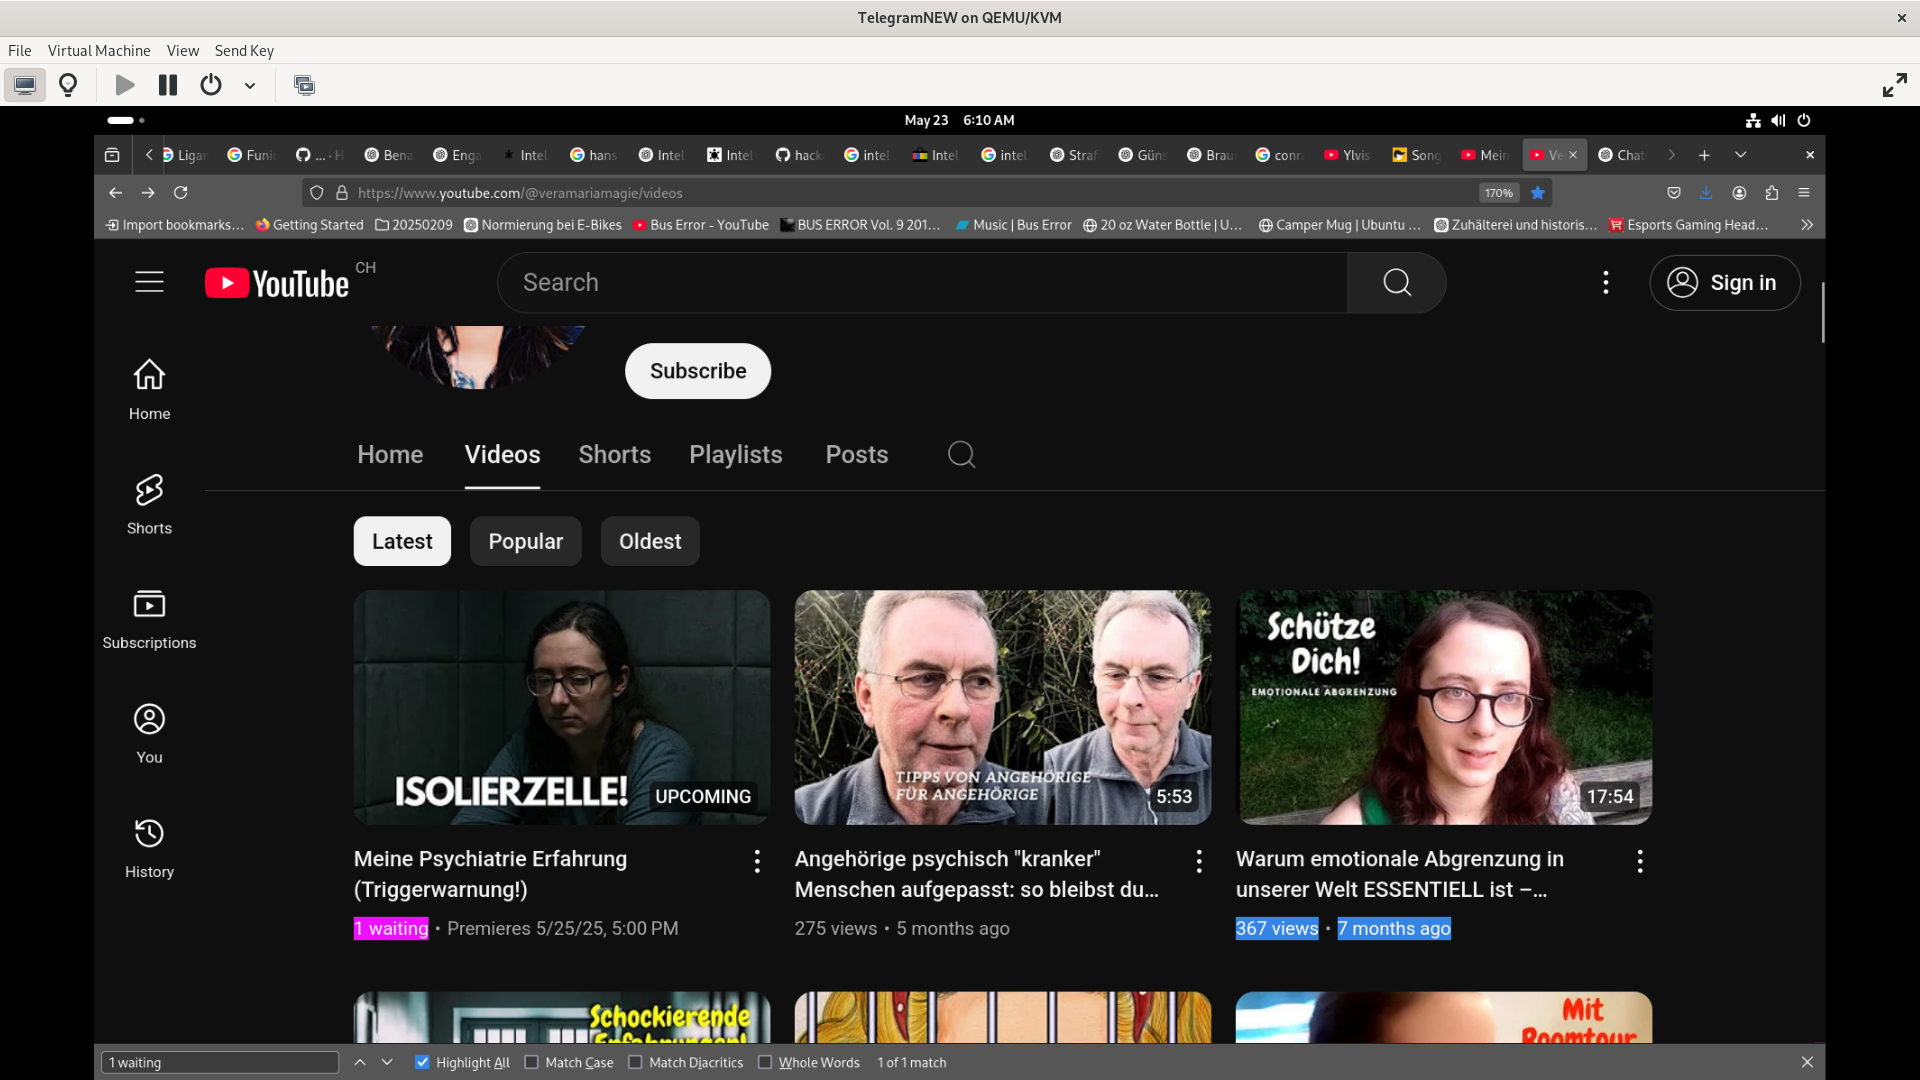 TelegramNEW on QEMU/KVM
File Virtual Machine View Send Key
May 23 6:10 AM
Ligar Funk ... · H Bena Enga Intel hans Intel Intel hack intel Intel intel Straf Güns Brau conr Ylvis Song Mein Ve Chat
https://www.youtube.com/@veramariamagie/videos 170%
Import bookmarks... Getting Started 20250209 Normierung bei E-Bikes Bus Error - YouTube BUS ERROR Vol. 9 201... Music | Bus Error 20 oz Water Bottle | U... Camper Mug | Ubuntu ... Zuhälterei und historis... Esports Gaming Head...
YouTube CH
Search
Sign in
Subscribe
Home
Shorts
Subscriptions
You
History
Home Videos Shorts Playlists Posts
Latest Popular Oldest
ISOLIERZELLE!
UPCOMING
Meine Psychiatrie Erfahrung
(Triggerwarnung!)
1 waiting • Premieres 5/25/25, 5:00 PM
TIPPS VON ANGEHÖRIGE
FÜR ANGEHÖRIGE
5:53
Angehörige psychisch "kranker"
Menschen aufgepasst: so bleibst du...
275 views • 5 months ago
Schütze
Dich!
EMOTIONALE ABGRENZUNG
17:54
Warum emotionale Abgrenzung in
unserer Welt ESSENTIELL ist –...
367 views • 7 months ago
Schockierende
Erfahrungen!
Mit
Roomtour
1 waiting Highlight All Match Case Match Diacritics Whole Words 1 of 1 match